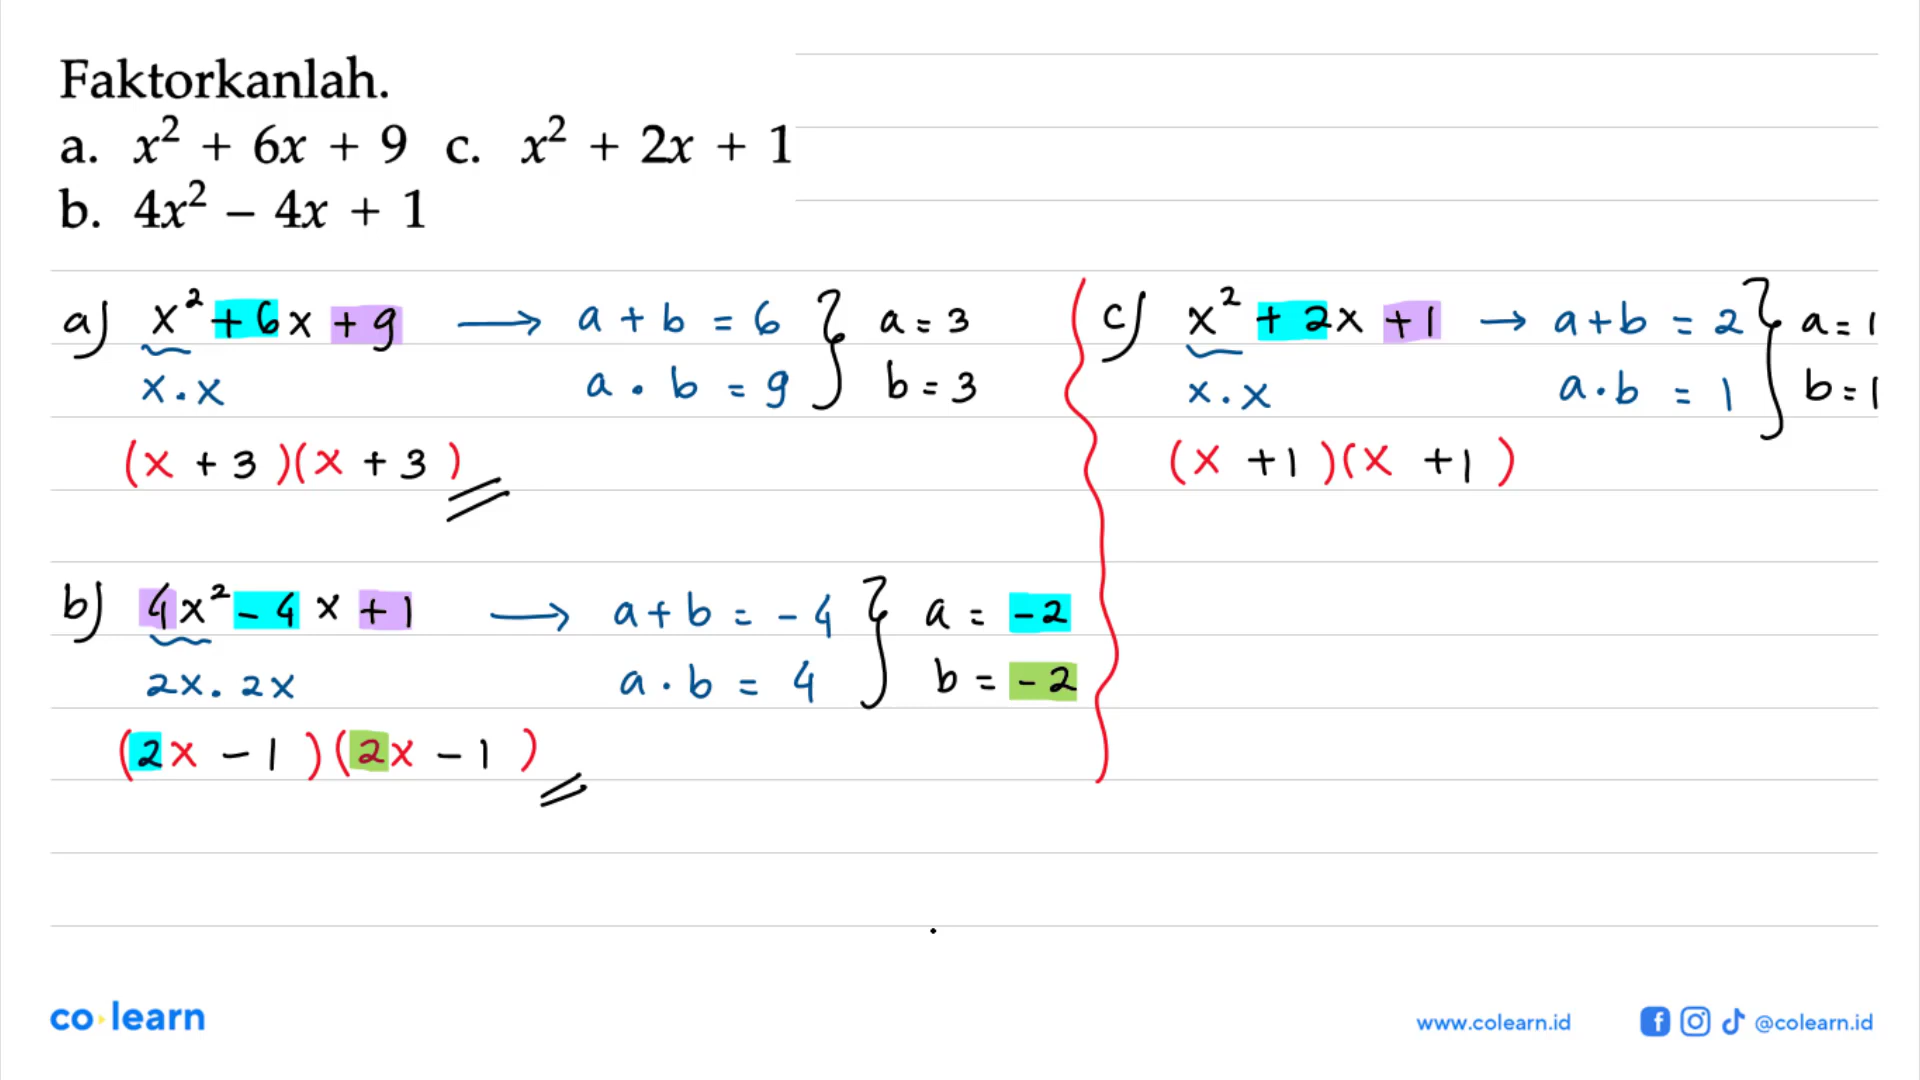 Faktorkanlah.
a. x² + 6x + 9 c. x² + 2x + 1
b. 4x² – 4x + 1
a) x² + 6x + 9 → a + b = 6 } a = 3
x . x a . b = 9 b = 3
(x + 3)(x + 3)
b) 4x² - 4x + 1 → a + b = -4 } a = -2
2x . 2x a . b = 4 b = -2
(2x - 1)(2x - 1)
c) x² + 2x + 1 → a + b = 2 } a = 1
x . x a . b = 1 b = 1
(x + 1)(x + 1)
co learn
www.colearn.id
@colearn.id